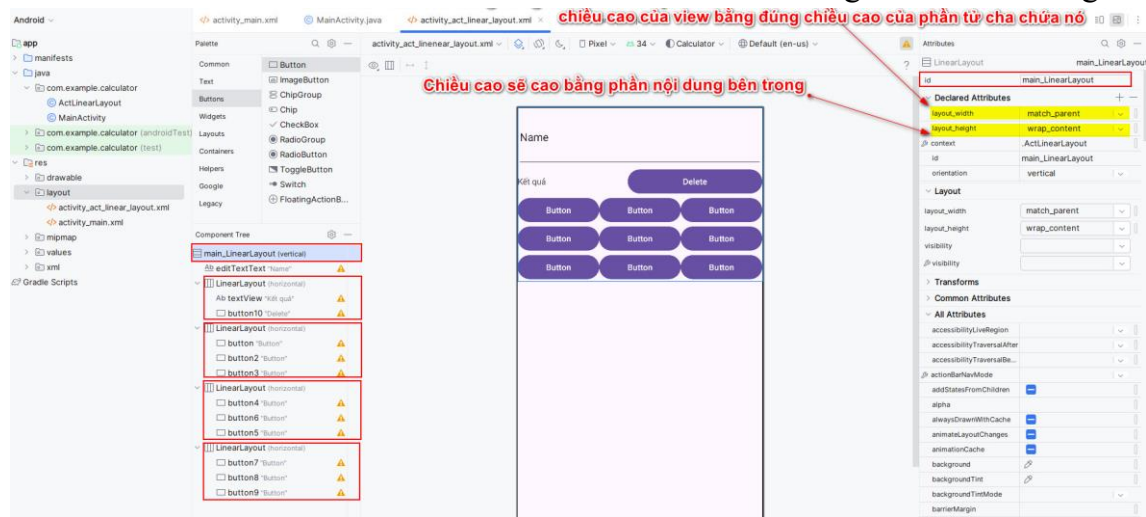 chiều cao của view bằng đúng chiều cao của phần tử cha chứa nó
Android
activity_main.xml
MainActivity.java
activity_act_linear_layout.xml
app
manifests
java
com.example.calculator
ActLinearLayout
MainActivity
com.example.calculator (androidTest)
com.example.calculator (test)
res
drawable
layout
activity_act_linear_layout.xml
activity_main.xml
mipmap
values
xml
Gradle Scripts
Palette
Common
Text
Buttons
Widgets
Layouts
Containers
Helpers
Google
Legacy
Button
ImageButton
ChipGroup
Chip
CheckBox
RadioGroup
RadioButton
ToggleButton
Switch
FloatingActionB...
Component Tree
main_LinearLayout (vertical)
Ab editTextText "Name"
LinearLayout (horizontal)
Ab textView "Kết quả"
button10 "Delete"
LinearLayout (horizontal)
button "Button"
button2 "Button"
button3 "Button"
LinearLayout (horizontal)
button4 "Button"
button6 "Button"
button5 "Button"
LinearLayout (horizontal)
button7 "Button"
button8 "Button"
button9 "Button"
activity_act_linenear_layout.xml
Pixel
34
Calculator
Default (en-us)
?
Chiều cao sẽ cao bằng phần nội dung bên trong
Name
Kết quả Delete
Button Button Button
Button Button Button
Button Button Button
Attributes
LinearLayout main_LinearLayout
id main_LinearLayout
Declared Attributes
layout_width match_parent
layout_height wrap_content
context .ActLinearLayout
id main_LinearLayout
orientation vertical
Layout
layout_width match_parent
layout_height wrap_content
visibility
visibility
Transforms
Common Attributes
All Attributes
accessibilityLiveRegion
accessibilityTraversalAfter
accessibilityTraversalBe...
actionBarNavMode
addStatesFromChildren
alpha
alwaysDrawnWithCache
animateLayoutChanges
animationCache
background
backgroundTint
backgroundTintMode
barrierMargin